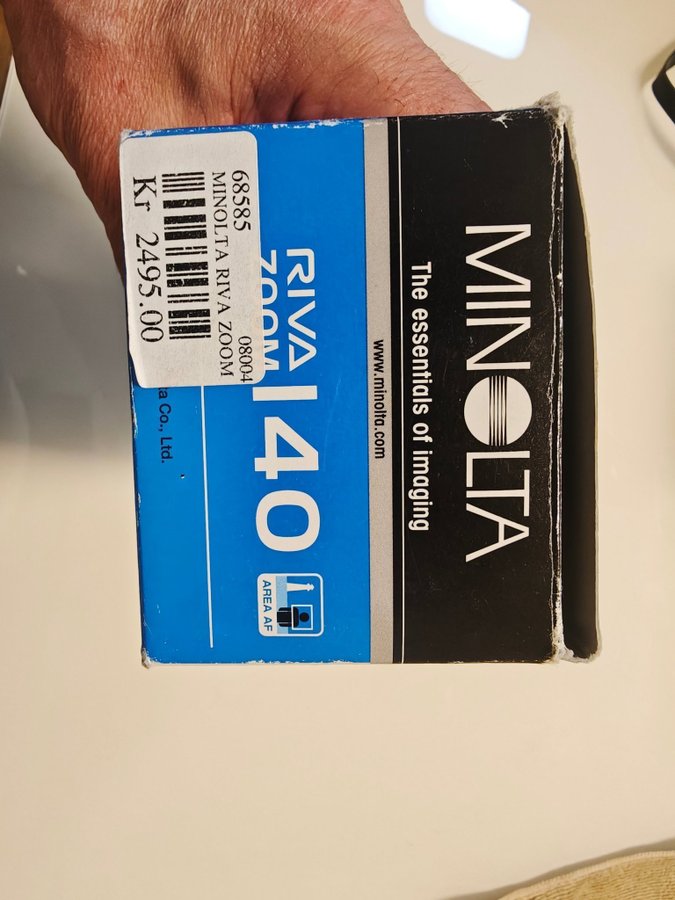 MINOLTA
The essentials of imaging
www.minolta.com
RIVA
ZOOM 140
AREA AF
Co., Ltd.
68585 08004
MINOLTA RIVA ZOOM
Kr 2495.00